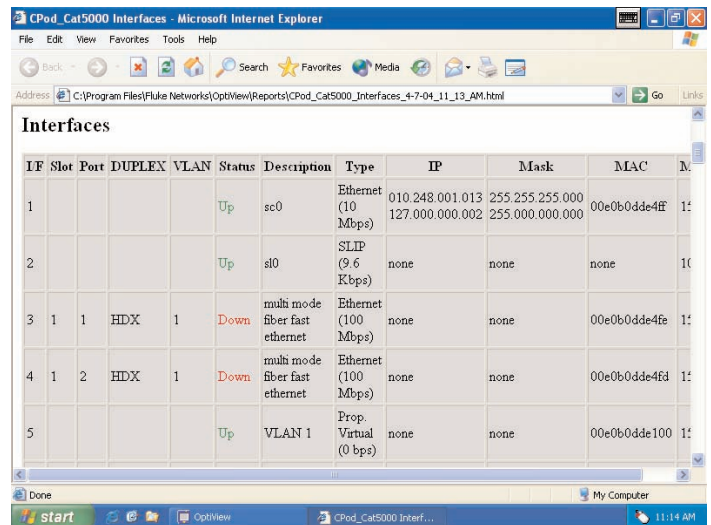 CPod_Cat5000 Interfaces - Microsoft Internet Explorer
File Edit View Favorites Tools Help
Back Search Favorites Media
Address C:\Program Files\Fluke Networks\OptiView\Reports\CPod_Cat5000_Interfaces_4-7-04_11_13_AM.html Go Links
Interfaces
I/F Slot Port DUPLEX VLAN Status Description Type IP Mask MAC
1 Up sc0 Ethernet (10 Mbps) 010.248.001.013 127.000.000.002 255.255.255.000 255.000.000.000 00e0b0dde4ff
2 Up sl0 SLIP (9.6 Kbps) none none none
3 1 1 HDX 1 Down multi mode fiber fast ethernet Ethernet (100 Mbps) none none 00e0b0dde4fe
4 1 2 HDX 1 Down multi mode fiber fast ethernet Ethernet (100 Mbps) none none 00e0b0dde4fd
5 Up VLAN 1 Prop. Virtual (0 bps) none none 00e0b0dde100
Done My Computer
start OptiView CPod_Cat5000 Interf... 11:14 AM